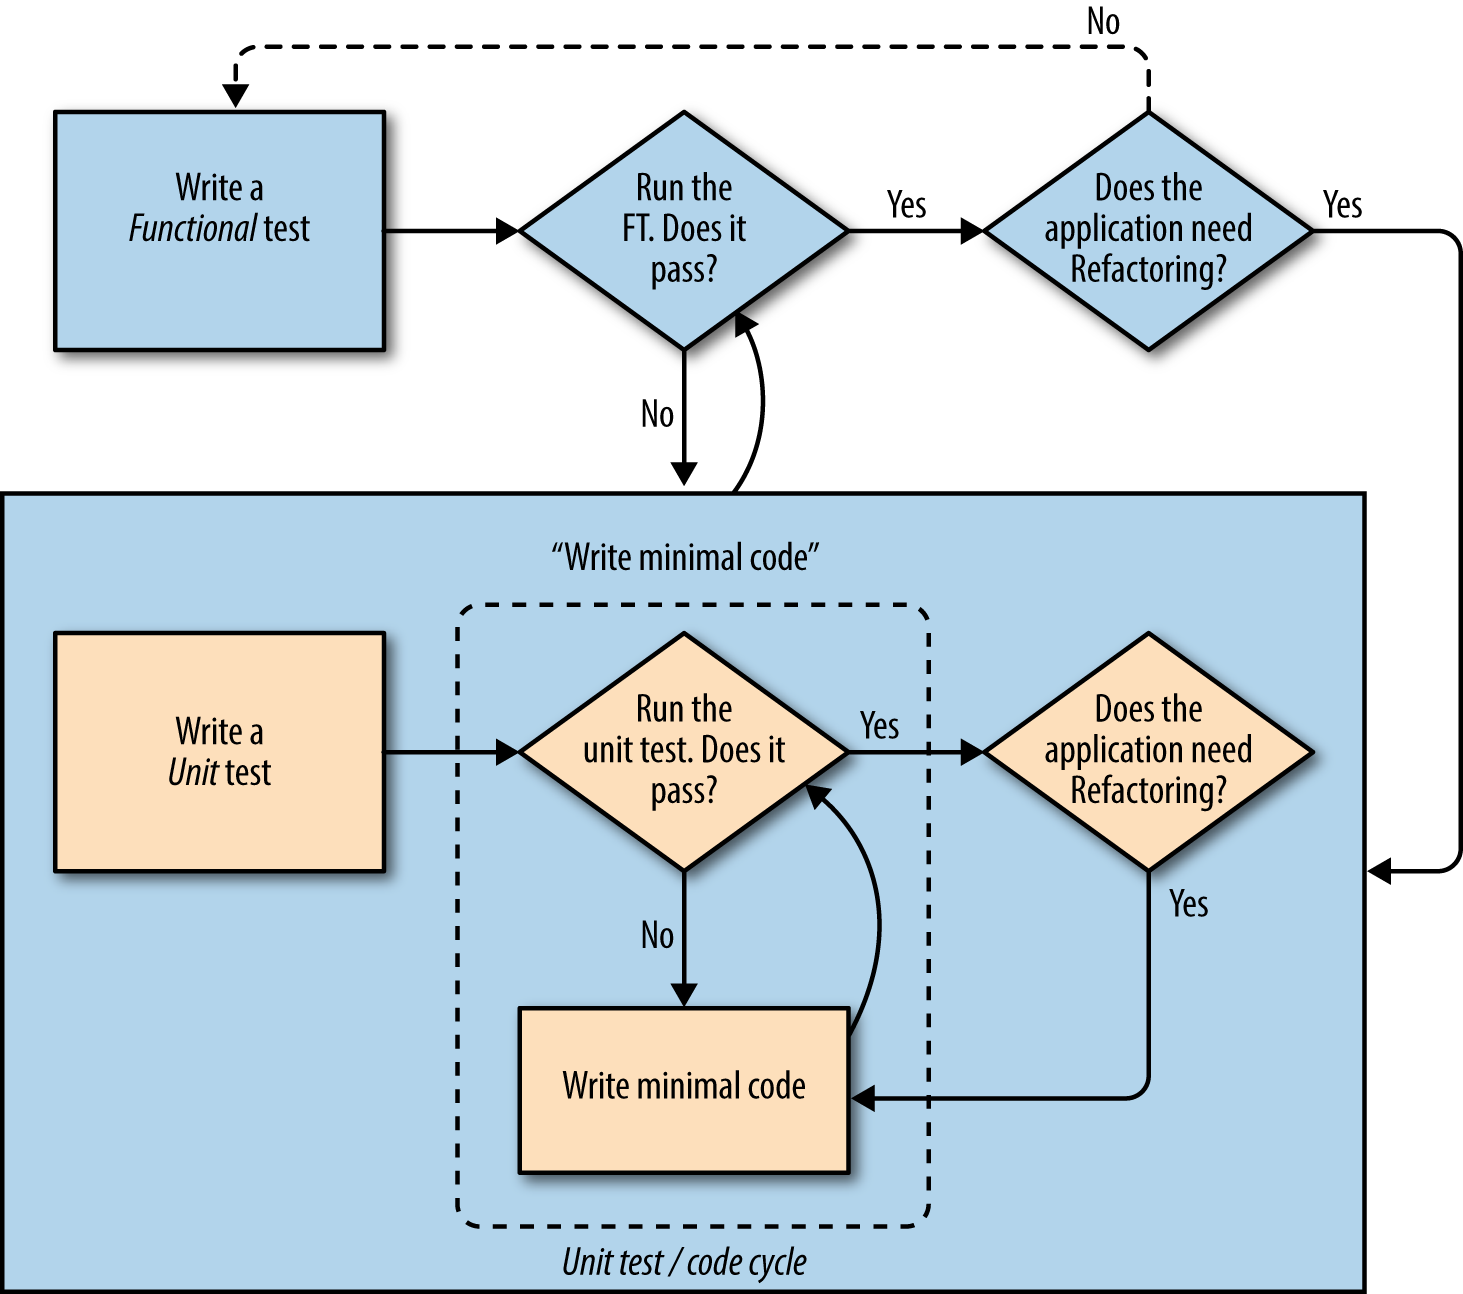 No
Write a
Functional test
Run the
FT. Does it
pass?
Yes
Does the
application need
Refactoring?
Yes
No
“Write minimal code”
Write a
Unit test
Run the
unit test. Does it
pass?
Yes
Does the
application need
Refactoring?
No
Yes
Write minimal code
Unit test / code cycle